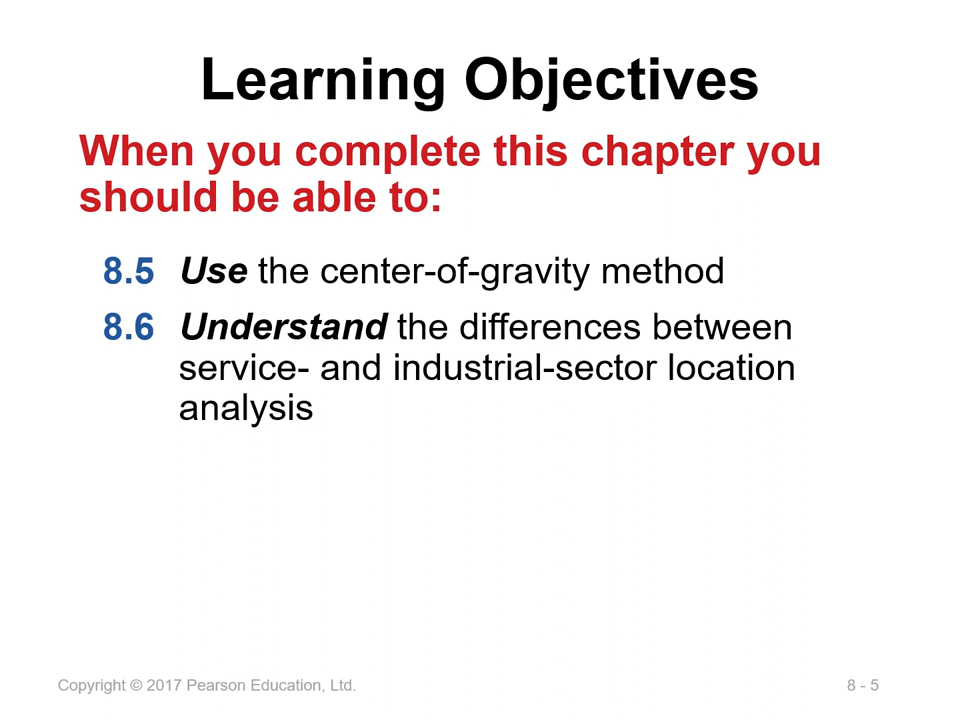 Learning Objectives
When you complete this chapter you
should be able to:
8.5 Use the center-of-gravity method
8.6 Understand the differences between
service- and industrial-sector location
analysis
Copyright © 2017 Pearson Education, Ltd.
8 - 5